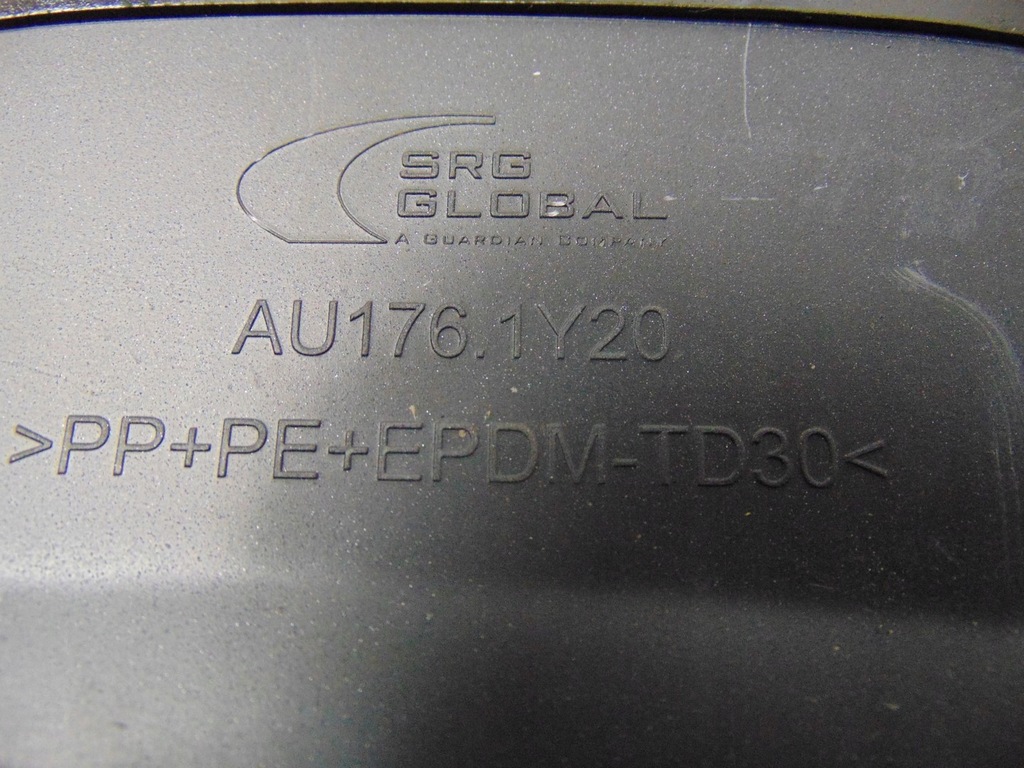 SRG
GLOBAL
A GUARDIAN COMPANY
AU176.1Y20
>PP+PE+EPDM-TD30<